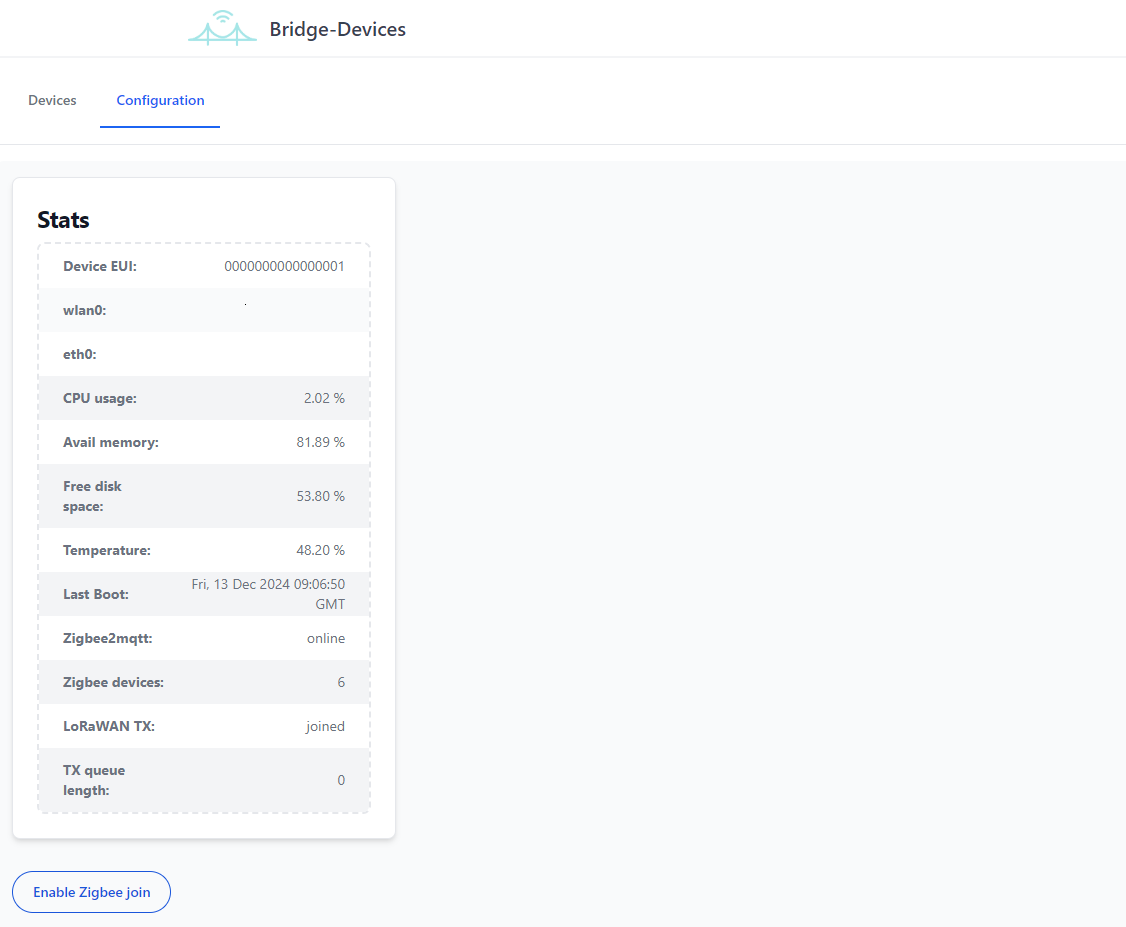 Bridge-Devices
Devices Configuration
Stats
Device EUI: 0000000000000001
wlan0:
eth0:
CPU usage: 2.02 %
Avail memory: 81.89 %
Free disk
space: 53.80 %
Temperature: 48.20 %
Last Boot: Fri, 13 Dec 2024 09:06:50
GMT
Zigbee2mqtt: online
Zigbee devices: 6
LoRaWAN TX: joined
TX queue
length: 0
Enable Zigbee join